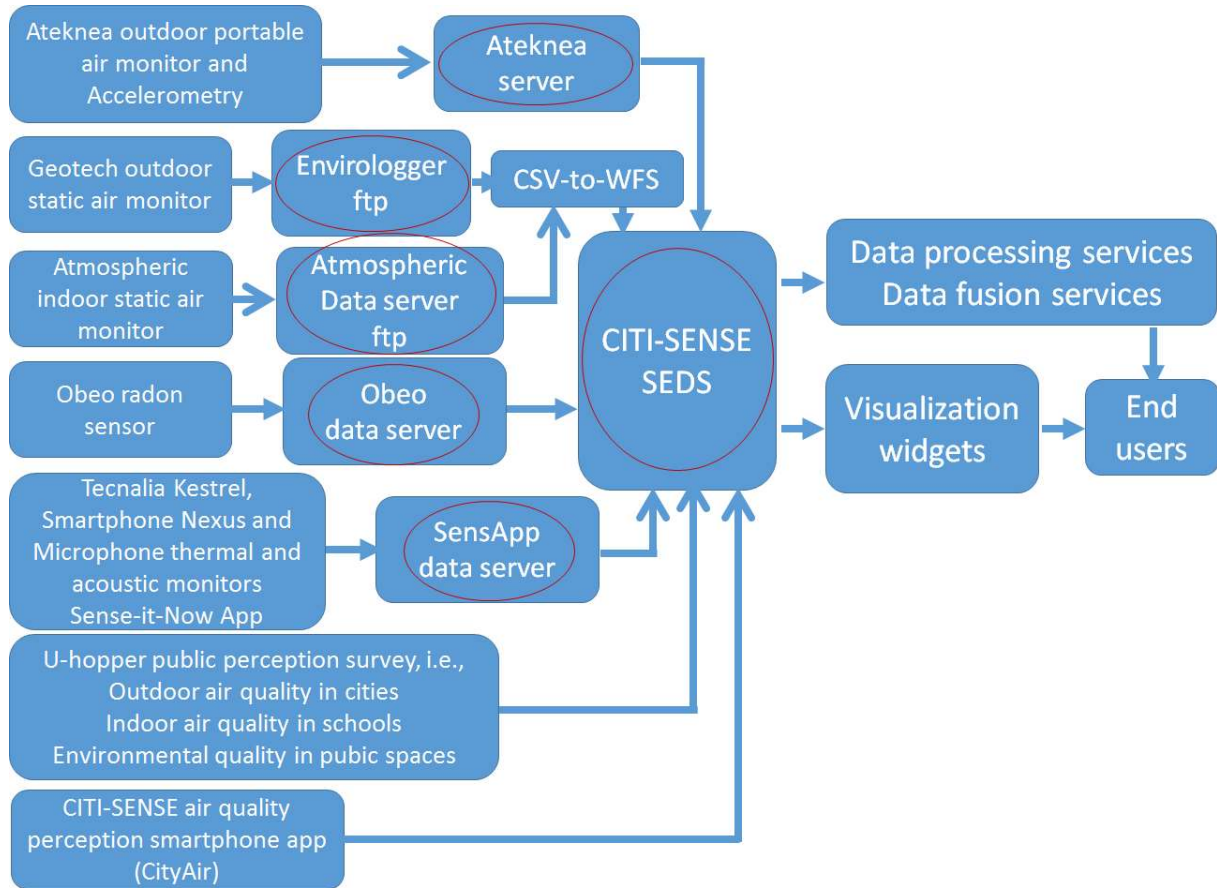 Ateknea outdoor portable
air monitor and
Accelerometry
Ateknea
server
Geotech outdoor
static air monitor
Envirologger
ftp
CSV-to-WFS
Atmospheric
indoor static air
monitor
Atmospheric
Data server
ftp
Obeo radon
sensor
Obeo
data server
CITI-SENSE
SEDS
Data processing services
Data fusion services
Visualization
widgets
End
users
Tecnalia Kestrel,
Smartphone Nexus and
Microphone thermal and
acoustic monitors
Sense-it-Now App
SensApp
data server
U-hopper public perception survey, i.e.,
Outdoor air quality in cities
Indoor air quality in schools
Environmental quality in pubic spaces
CITI-SENSE air quality
perception smartphone app
(CityAir)